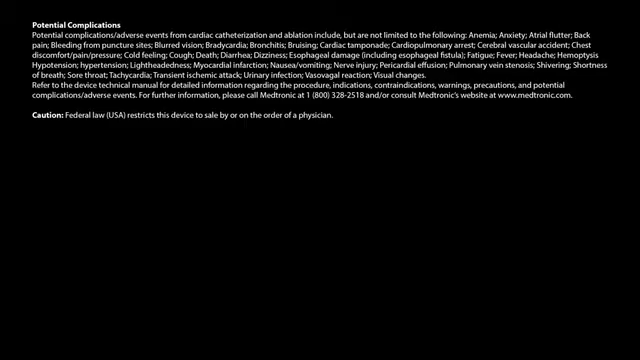 Potential Complications
Potential complications/adverse events from cardiac catheterization and ablation include, but are not limited to the following: Anemia; Anxiety; Atrial flutter; Back
pain; Bleeding from puncture sites; Blurred vision; Bradycardia; Bronchitis; Bruising; Cardiac tamponade; Cardiopulmonary arrest; Cerebral vascular accident; Chest
discomfort/pain/pressure; Cold feeling; Cough; Death; Diarrhea; Dizziness; Esophageal damage (including esophageal fistula); Fatigue; Fever; Headache; Hemoptysis
Hypotension; hypertension; Lightheadedness; Myocardial infarction; Nausea/vomiting; Nerve injury; Pericardial effusion; Pulmonary vein stenosis; Shivering; Shortness
of breath; Sore throat; Tachycardia; Transient ischemic attack; Urinary infection; Vasovagal reaction; Visual changes.
Refer to the device technical manual for detailed information regarding the procedure, indications, contraindications, warnings, precautions, and potential
complications/adverse events. For further information, please call Medtronic at 1 (800) 328-2518 and/or consult Medtronic's website at www.medtronic.com.
Caution: Federal law (USA) restricts this device to sale by or on the order of a physician.